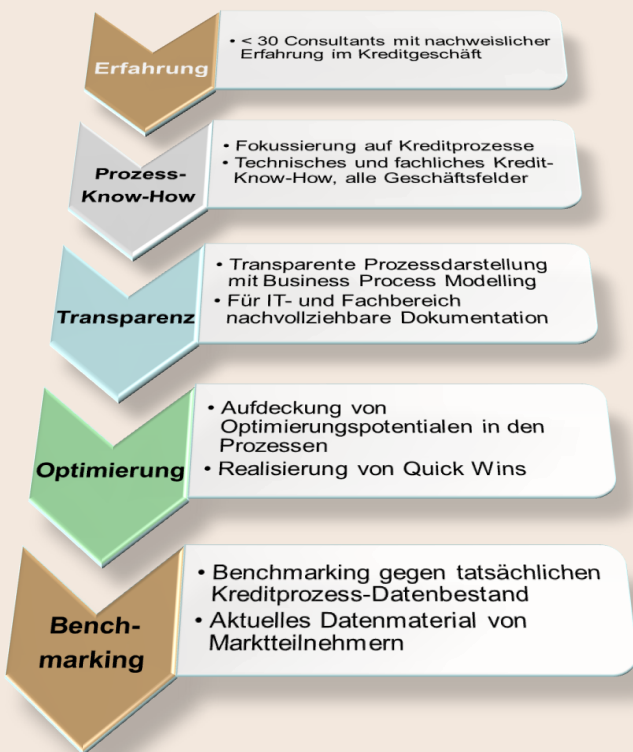 Erfahrung
• < 30 Consultants mit nachweislicher
Erfahrung im Kreditgeschäft
Prozess-
Know-How
• Fokussierung auf Kreditprozesse
• Technisches und fachliches Kredit-
Know-How, alle Geschäftsfelder
Transparenz
• Transparente Prozessdarstellung
mit Business Process Modelling
• Für IT- und Fachbereich
nachvollziehbare Dokumentation
Optimierung
• Aufdeckung von
Optimierungspotentialen in den
Prozessen
• Realisierung von Quick Wins
Bench-
marking
• Benchmarking gegen tatsächlichen
Kreditprozess-Datenbestand
• Aktuelles Datenmaterial von
Marktteilnehmern